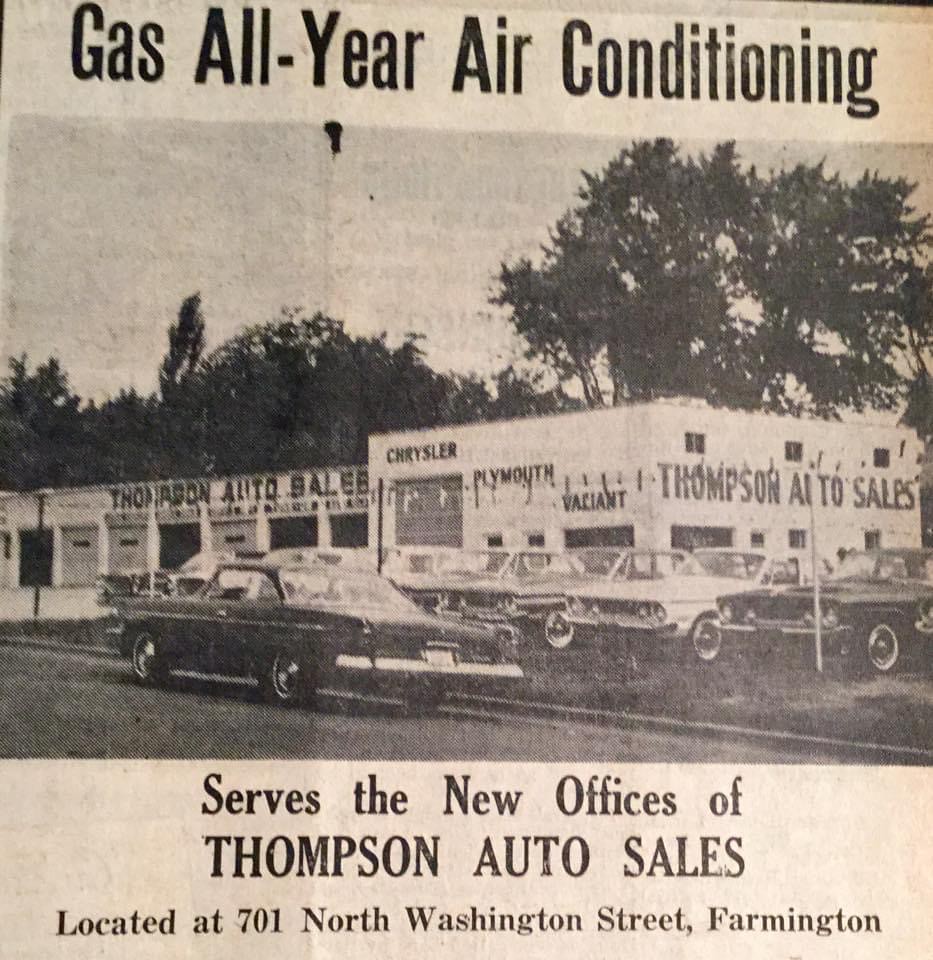 Gas All-Year Air Conditioning
CHRYSLER
PLYMOUTH
THOMPSON AUTO SALES
VALIANT
THOMPSON AUTO SALES
Serves the New Offices of
THOMPSON AUTO SALES
Located at 701 North Washington Street, Farmington